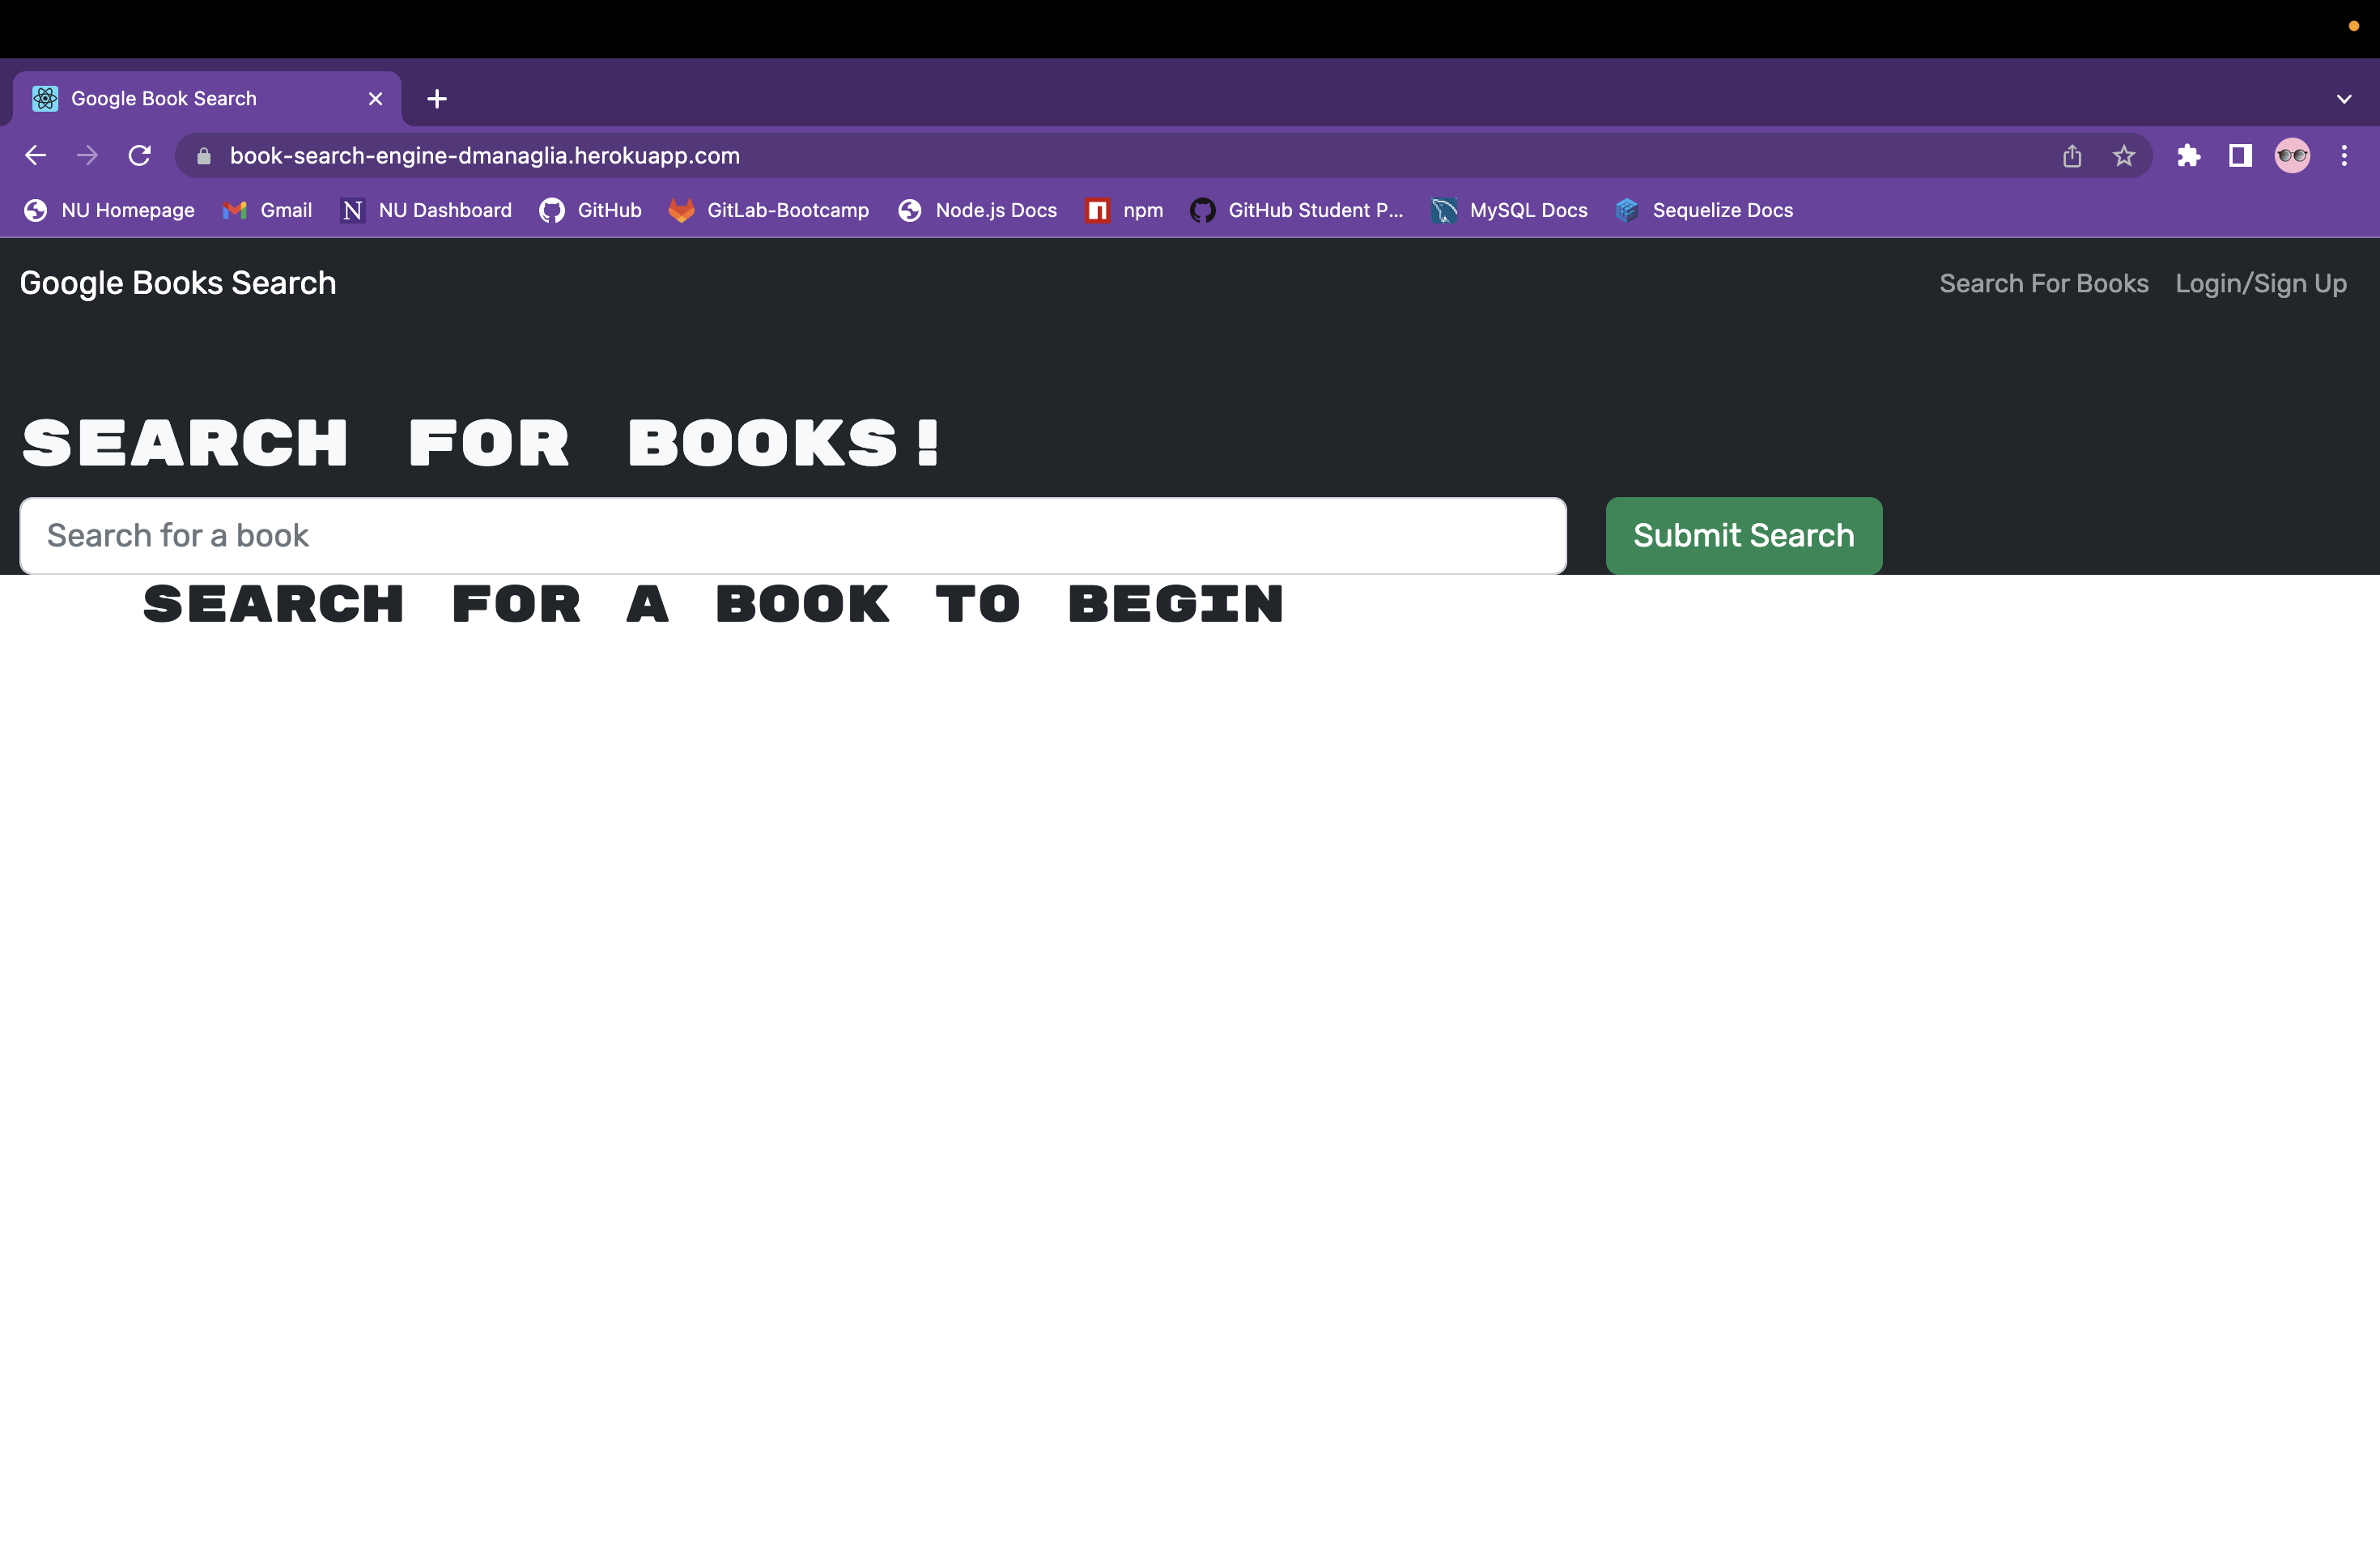 Google Book Search
book-search-engine-dmanaglia.herokuapp.com
NU Homepage Gmail N NU Dashboard GitHub GitLab-Bootcamp Node.js Docs npm GitHub Student P... MySQL Docs Sequelize Docs
Google Books Search Search For Books Login/Sign Up
SEARCH FOR BOOKS!
Search for a book Submit Search
SEARCH FOR A BOOK TO BEGIN